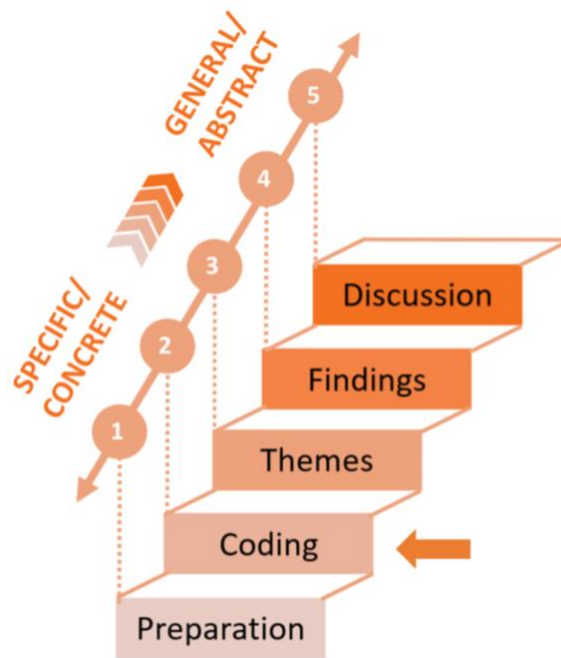 GENERAL/
ABSTRACT
SPECIFIC/
CONCRETE
5
4
3
2
1
Discussion
Findings
Themes
Coding
Preparation